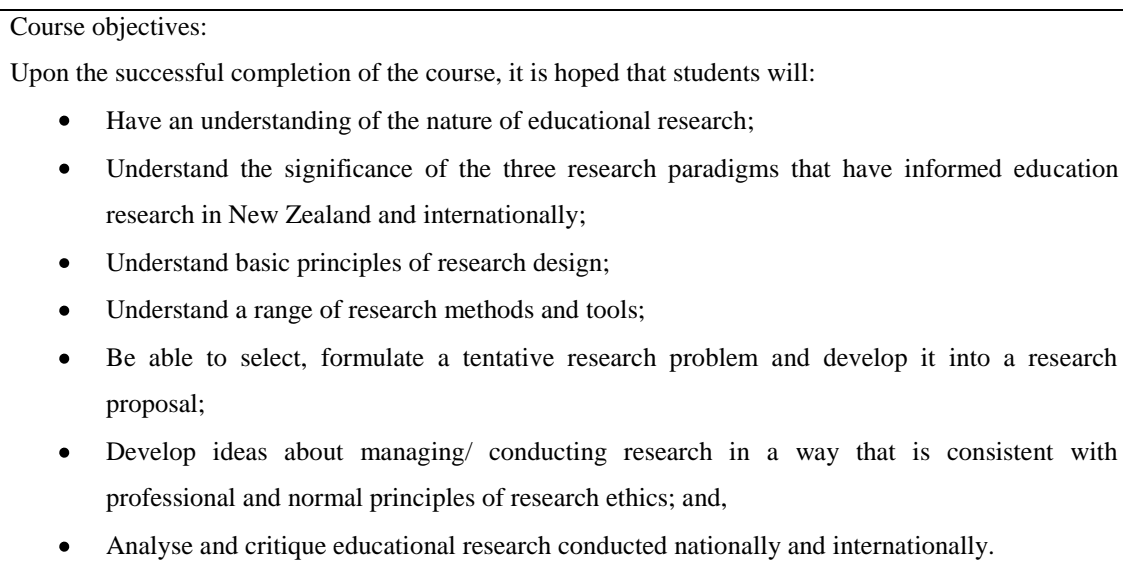 Course objectives:
Upon the successful completion of the course, it is hoped that students will:
• Have an understanding of the nature of educational research;
• Understand the significance of the three research paradigms that have informed education
research in New Zealand and internationally;
• Understand basic principles of research design;
• Understand a range of research methods and tools;
• Be able to select, formulate a tentative research problem and develop it into a research
proposal;
• Develop ideas about managing/ conducting research in a way that is consistent with
professional and normal principles of research ethics; and,
• Analyse and critique educational research conducted nationally and internationally.